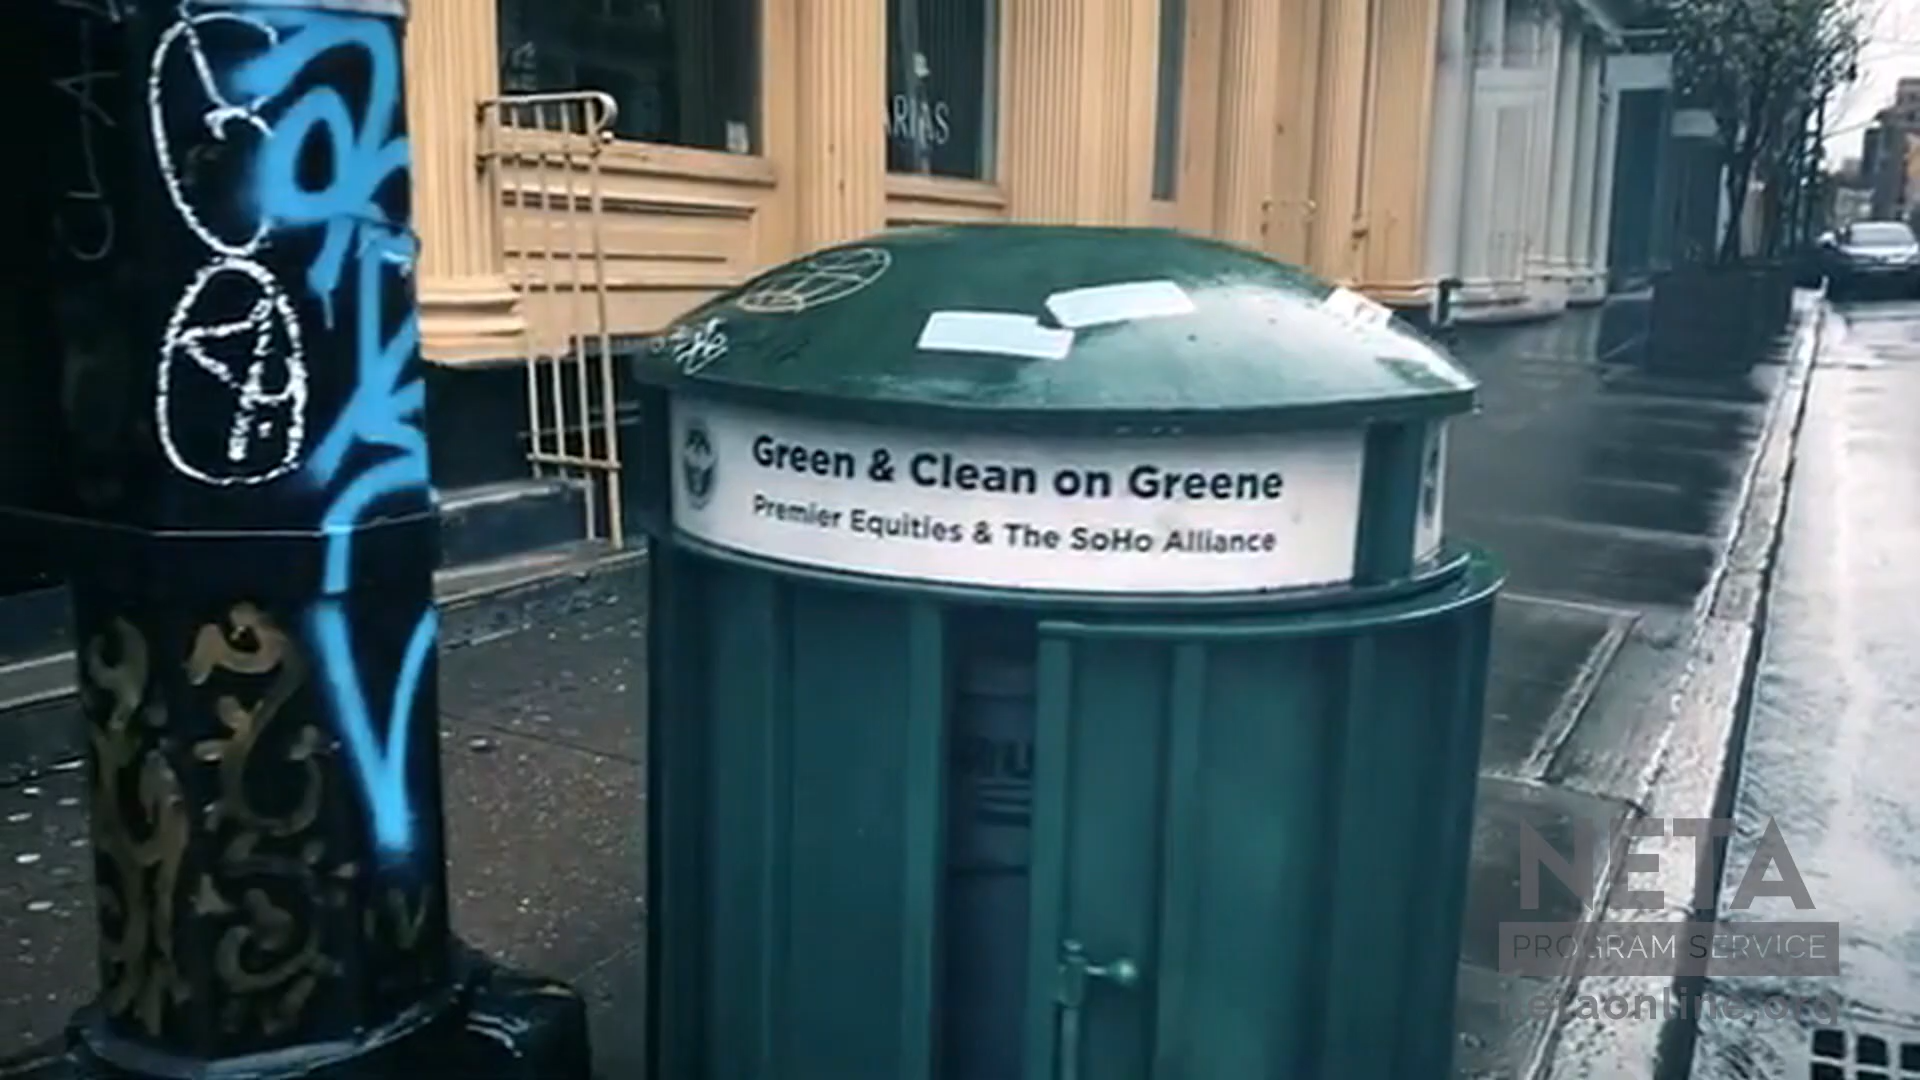 ARIAS
Green & Clean on Greene
Premier Equities & The SoHo Alliance
NETA
PROGRAM SERVICE
netaonline.org